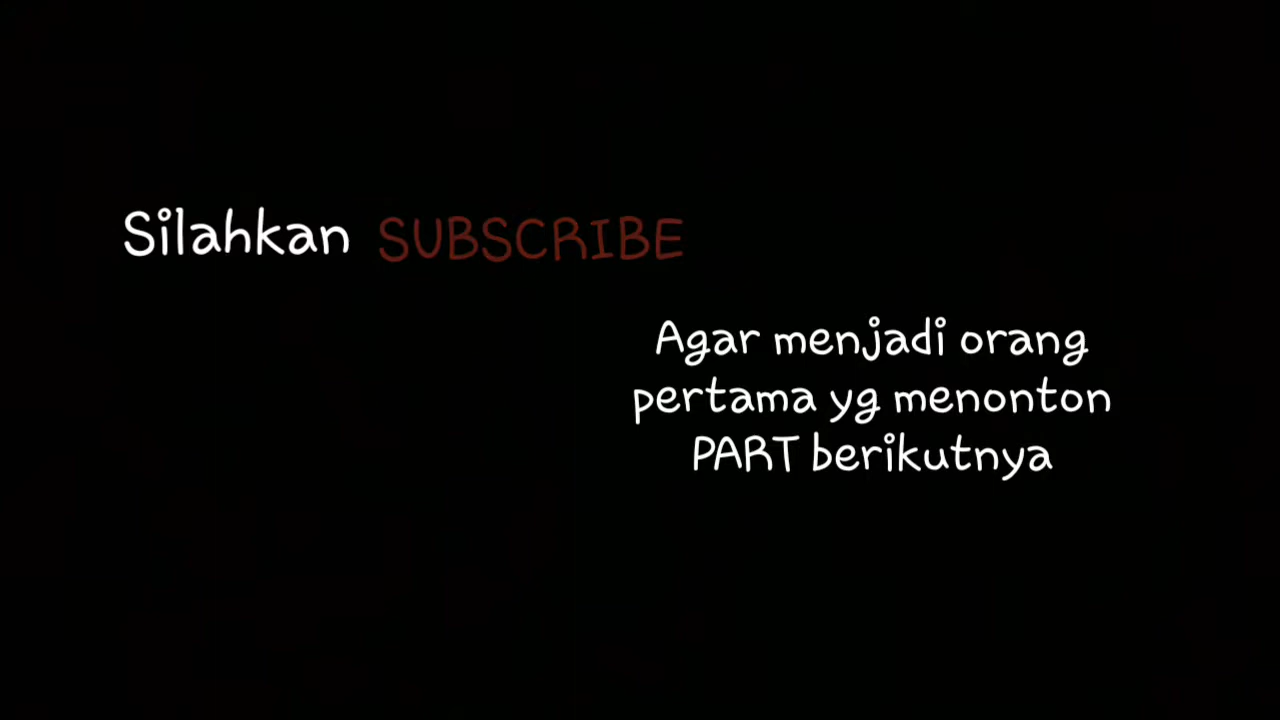 Silahkan SUBSCRIBE
Agar menjadi orang
pertama yg menonton
PART berikutnya